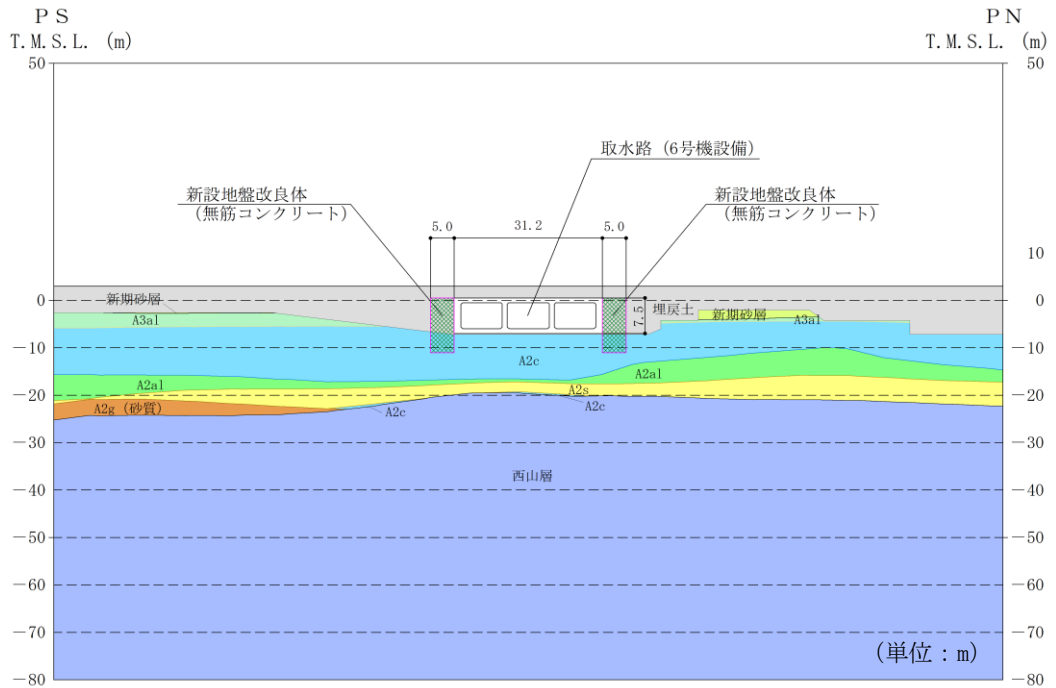 ＰＳ
T.M.S.L. (m)
ＰＮ
T.M.S.L. (m)
50
50
取水路（6号機設備）
新設地盤改良体
（無筋コンクリート）
新設地盤改良体
（無筋コンクリート）
5.0
31.2
5.0
10
新期砂層
0
7.5
埋戻土
新期砂層
0
A3a1
A3a1
−10
A2c
−10
A2a1
A2a1
A2s
−20
A2g（砂質）
A2c
A2c
−20
−30
−30
西山層
−40
−40
−50
−50
−60
−60
−70
−70
（単位：m）
−80
−80